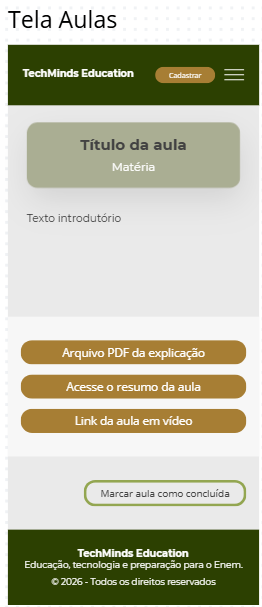 Tela Aulas
TechMinds Education
Cadastrar
Título da aula
Matéria
Texto introdutório
Arquivo PDF da explicação
Acesse o resumo da aula
Link da aula em vídeo
Marcar aula como concluída
TechMinds Education
Educação, tecnologia e preparação para o Enem.
© 2026 - Todos os direitos reservados